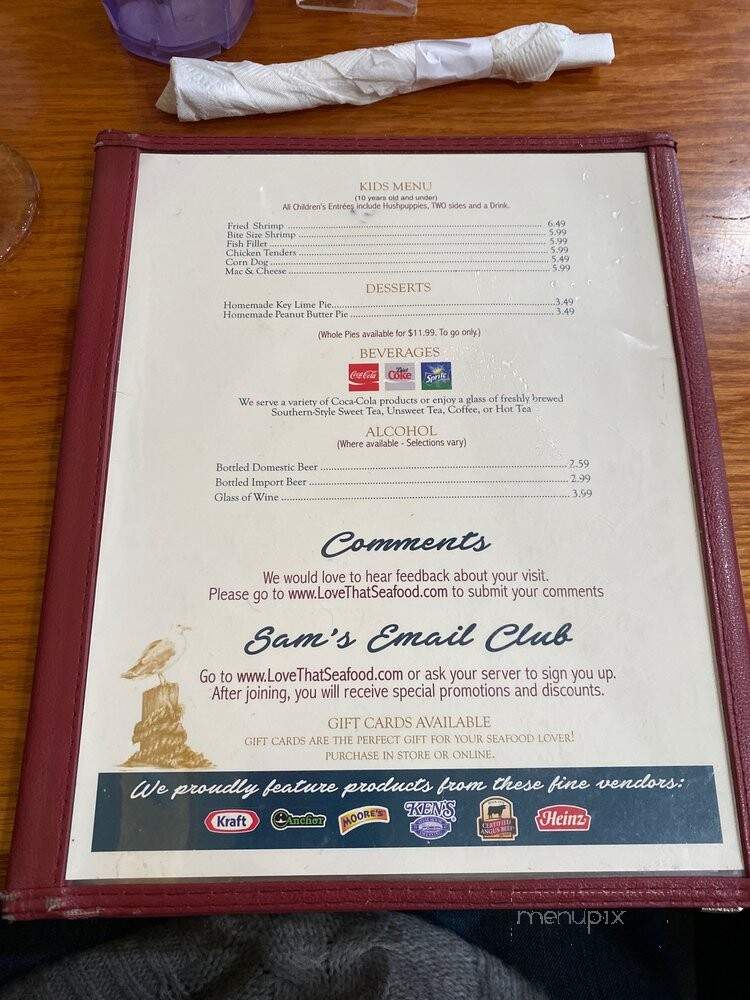 KIDS MENU
(10 years old and under)
All Children's Entrées include Hushpuppies, TWO sides and a Drink.
Fried Shrimp 6.49
Bite Size Shrimp 5.99
Fish Fillet 5.99
Chicken Tenders 5.99
Corn Dog 5.49
Mac & Cheese 5.99
DESSERTS
Homemade Key Lime Pie 3.49
Homemade Peanut Butter Pie 3.49
(Whole Pies available for $11.99. To go only.)
BEVERAGES
Coca-Cola Diet Coke Sprite
We serve a variety of Coca-Cola products or enjoy a glass of freshly brewed
Southern-Style Sweet Tea, Unsweet Tea, Coffee, or Hot Tea
ALCOHOL
(Where available - Selections vary)
Bottled Domestic Beer 2.59
Bottled Import Beer 2.99
Glass of Wine 3.99
Comments
We would love to hear feedback about your visit.
Please go to www.LoveThatSeafood.com to submit your comments
Sam's Email Club
Go to www.LoveThatSeafood.com or ask your server to sign you up.
After joining, you will receive special promotions and discounts.
GIFT CARDS AVAILABLE
GIFT CARDS ARE THE PERFECT GIFT FOR YOUR SEAFOOD LOVER!
PURCHASE IN STORE OR ONLINE.
We proudly feature products from these fine vendors:
Kraft Anchor MOORE'S KEN'S CERTIFIED ANGUS BEEF Heinz
menupix